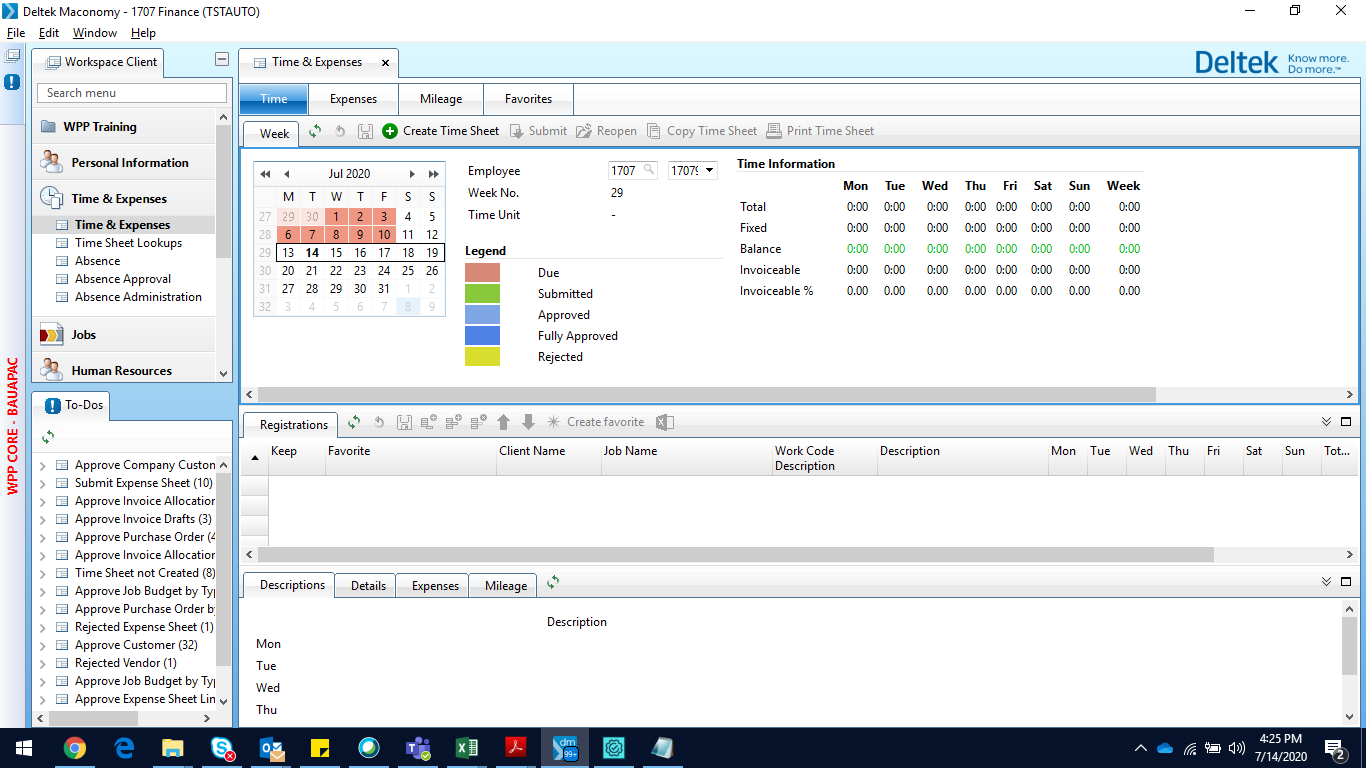 Deltek Maconomy - 1707 Finance (TSTAUTO)
File Edit Window Help
Workspace Client
Time & Expenses
Deltek Know more. Do more.™
Search menu
Time Expenses Mileage Favorites
WPP Training
Personal Information
Time & Expenses
Time & Expenses
Time Sheet Lookups
Absence
Absence Approval
Absence Administration
Jobs
Human Resources
WPP CORE - BAUAPAC
Week Create Time Sheet Submit Reopen Copy Time Sheet Print Time Sheet
Jul 2020
M T W T F S S
27 29 30 1 2 3 4 5
28 6 7 8 9 10 11 12
29 13 14 15 16 17 18 19
30 20 21 22 23 24 25 26
31 27 28 29 30 31 1 2
32 3 4 5 6 7 8 9
Employee 1707 1707
Week No. 29
Time Unit -
Legend
Due
Submitted
Approved
Fully Approved
Rejected
Time Information
Mon Tue Wed Thu Fri Sat Sun Week
Total 0:00 0:00 0:00 0:00 0:00 0:00 0:00 0:00
Fixed 0:00 0:00 0:00 0:00 0:00 0:00 0:00 0:00
Balance 0:00 0:00 0:00 0:00 0:00 0:00 0:00 0:00
Invoiceable 0:00 0:00 0:00 0:00 0:00 0:00 0:00 0:00
Invoiceable % 0.00 0.00 0.00 0.00 0.00 0.00 0.00 0.00
To-Dos
Approve Company Custon
Submit Expense Sheet (10)
Approve Invoice Allocation
Approve Invoice Drafts (3)
Approve Purchase Order (4
Approve Invoice Allocation
Time Sheet not Created (8)
Approve Job Budget by Typ
Approve Purchase Order by
Rejected Expense Sheet (1)
Approve Customer (32)
Rejected Vendor (1)
Approve Job Budget by Typ
Approve Expense Sheet Lin
Registrations Create favorite
Keep Favorite Client Name Job Name Work Code Description Description Mon Tue Wed Thu Fri Sat Sun Tot...
Descriptions Details Expenses Mileage
Description
Mon
Tue
Wed
Thu
dm
99+
4:25 PM
7/14/2020
2